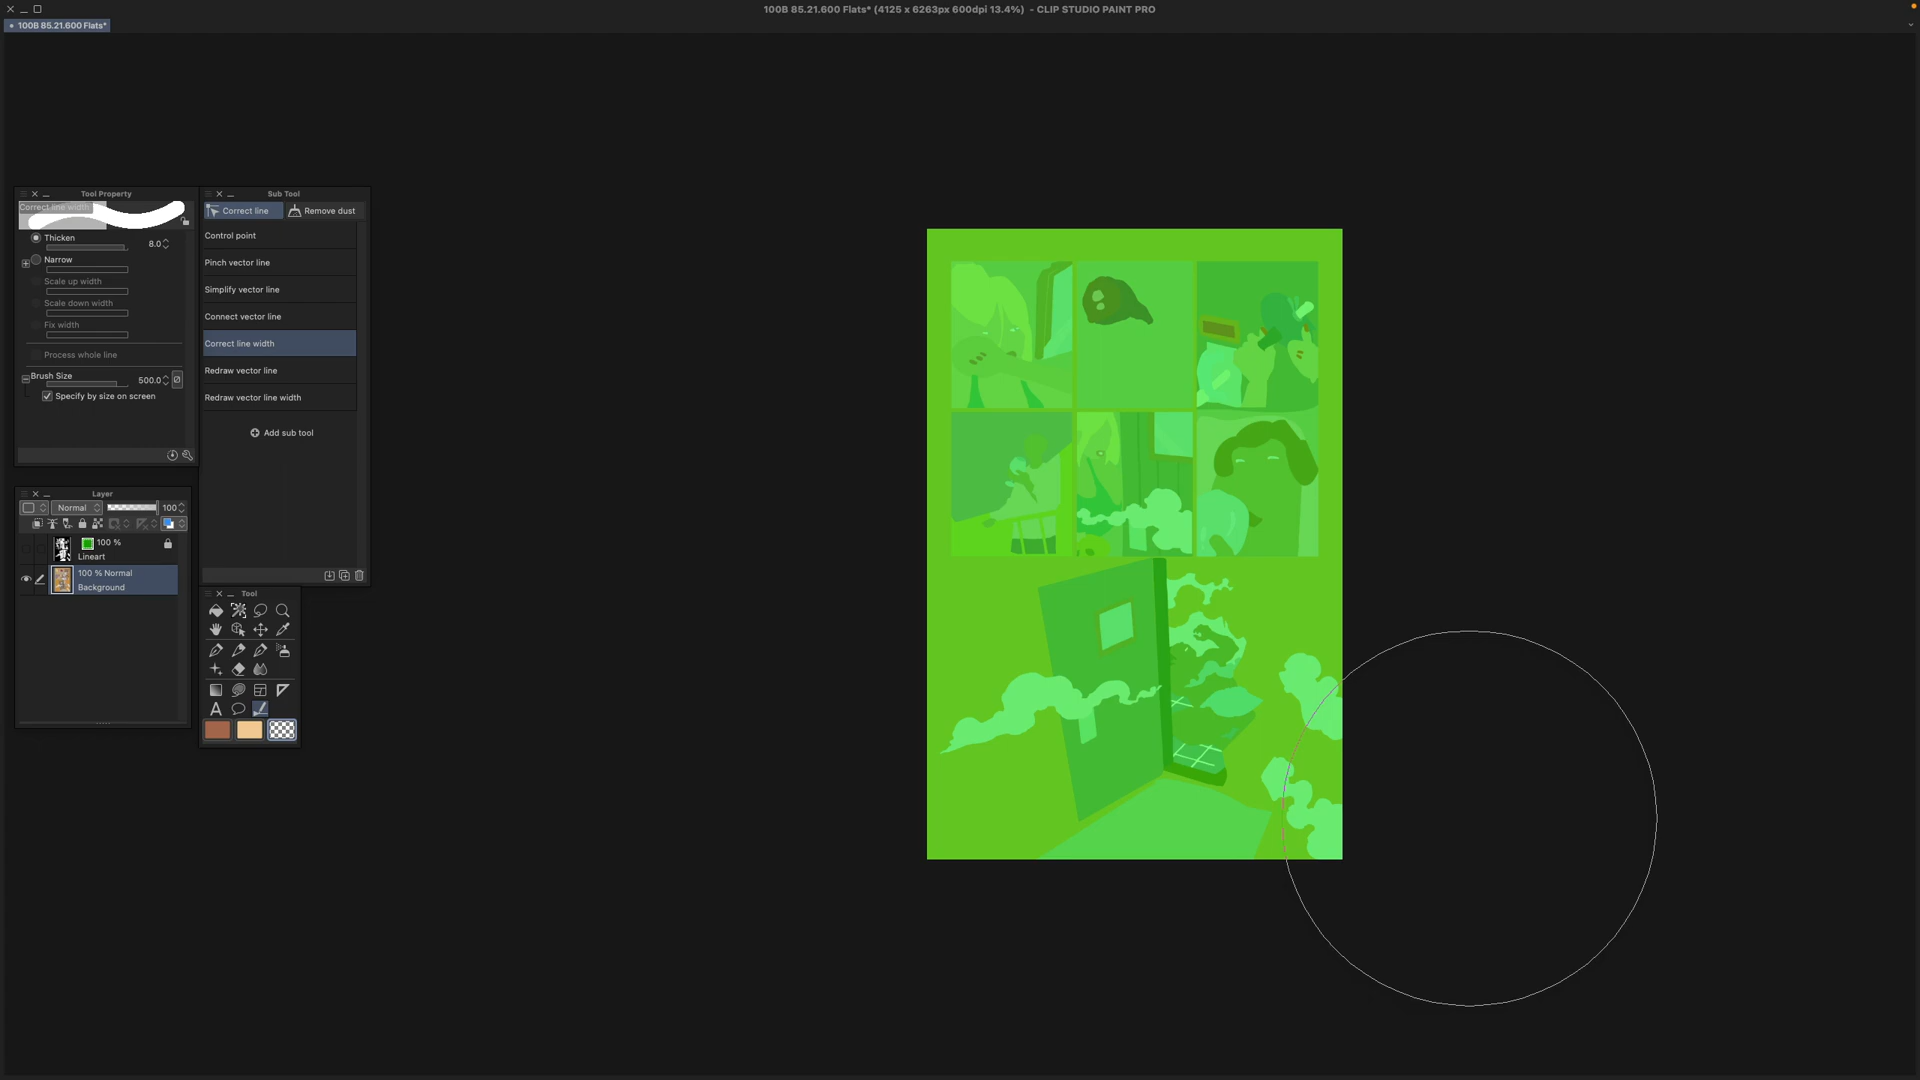 100B 85.21.600 Flats* (4125 x 6263px 600dpi 13.4%)  - CLIP STUDIO PAINT PRO
100B 85.21.600 Flats*
Tool Property
Correct line width
Thicken
8.0
Narrow
Scale up width
Scale down width
Fix width
Process whole line
Brush Size
500.0
Specify by size on screen
Sub Tool
Correct line
Remove dust
Control point
Pinch vector line
Simplify vector line
Connect vector line
Correct line width
Redraw vector line
Redraw vector line width
Add sub tool
Layer
Normal
100
100 %
Lineart
100 % Normal
Background
Tool